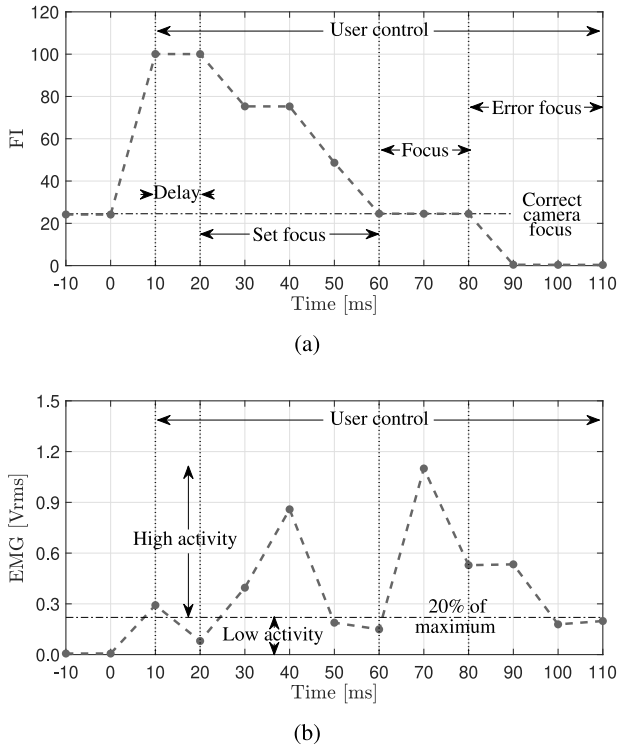 120
User control
100
80
Error focus
FI
60
Focus
40
Delay
Correct
camera
focus
20
Set focus
0
-10 0 10 20 30 40 50 60 70 80 90 100 110
Time [ms]
(a)
1.5
User control
1.2
EMG [Vrms]
0.9
High activity
0.6
0.3
20% of
maximum
Low activity
0.0
-10 0 10 20 30 40 50 60 70 80 90 100 110
Time [ms]
(b)